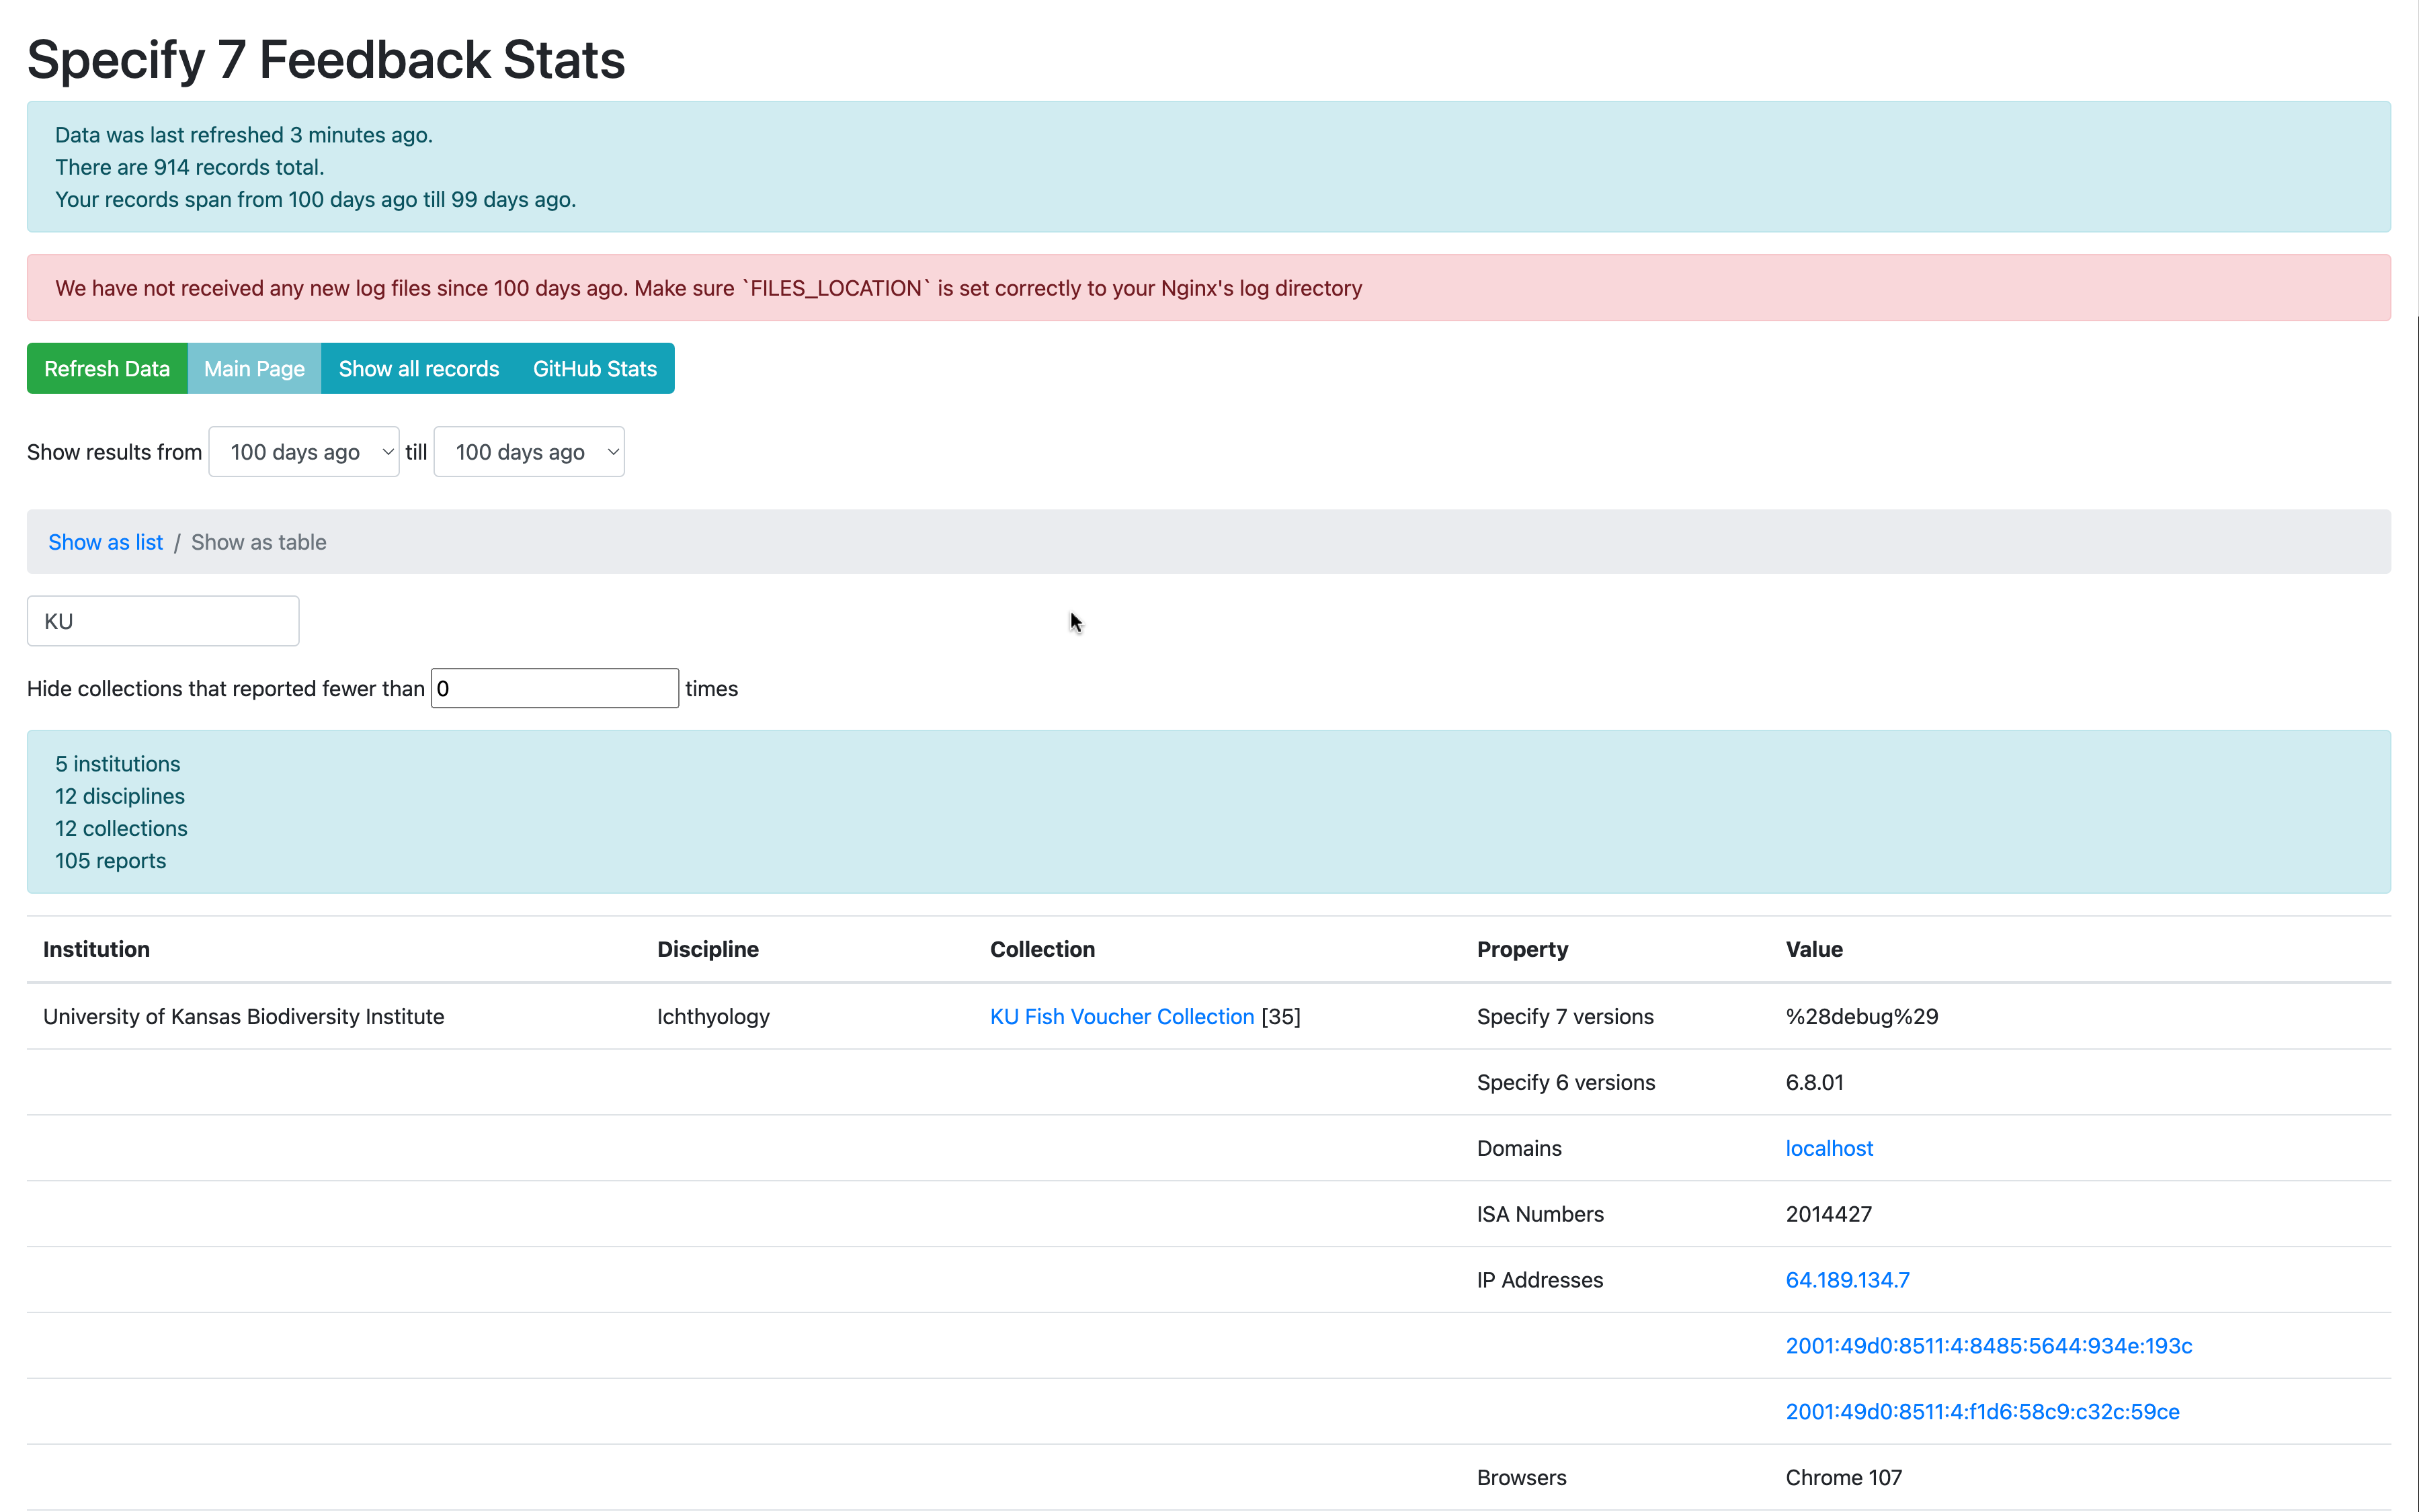 Specify 7 Feedback Stats
Data was last refreshed 3 minutes ago.
There are 914 records total.
Your records span from 100 days ago till 99 days ago.
We have not received any new log files since 100 days ago. Make sure `FILES_LOCATION` is set correctly to your Nginx's log directory
Refresh Data Main Page Show all records GitHub Stats
Show results from 100 days ago till 100 days ago
Show as list / Show as table
KU
Hide collections that reported fewer than 0 times
5 institutions
12 disciplines
12 collections
105 reports
Institution Discipline Collection Property Value
University of Kansas Biodiversity Institute Ichthyology KU Fish Voucher Collection [35] Specify 7 versions %28debug%29
Specify 6 versions 6.8.01
Domains localhost
ISA Numbers 2014427
IP Addresses 64.189.134.7
2001:49d0:8511:4:8485:5644:934e:193c
2001:49d0:8511:4:f1d6:58c9:c32c:59ce
Browsers Chrome 107